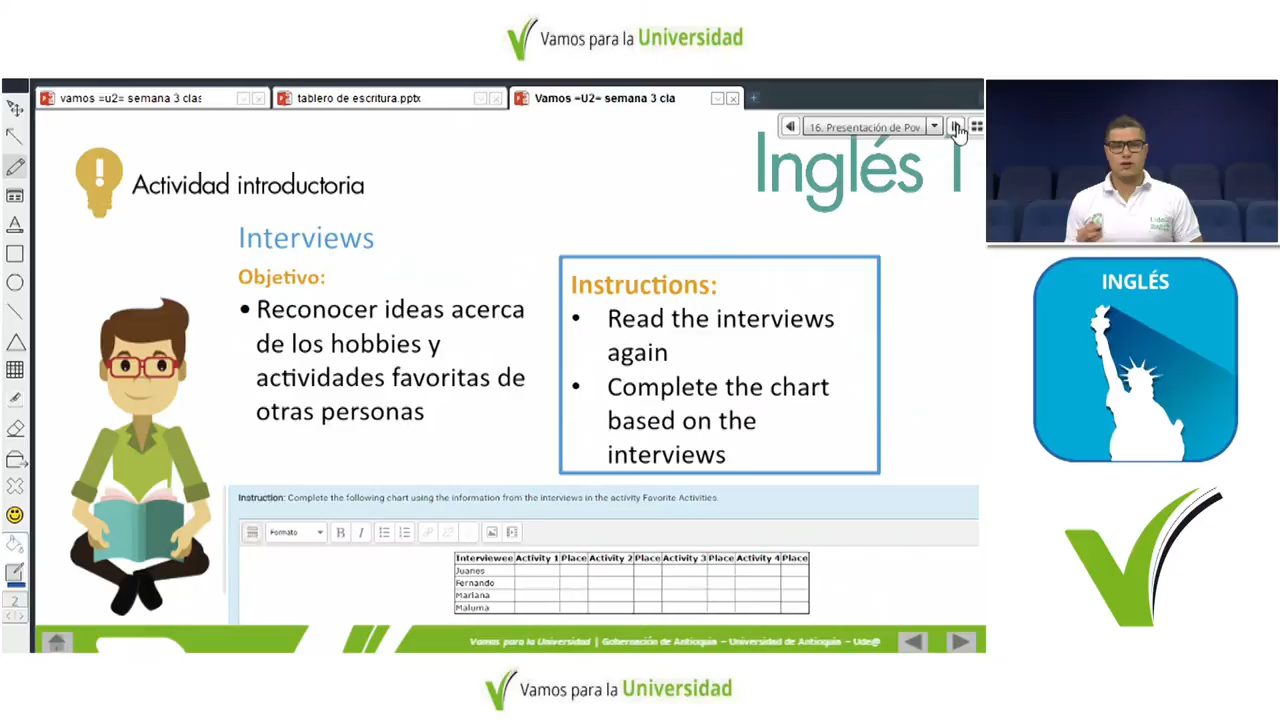 Vamos para la Universidad
vamos =u2= semana 3 clas
tablero de escritura.pptx
Vamos =U2= semana 3 cla
16. Presentación de Pov
Inglés 1
Actividad introductoria
Interviews
Objetivo:
• Reconocer ideas acerca
de los hobbies y
actividades favoritas de
otras personas
Instructions:
• Read the interviews
again
• Complete the chart
based on the
interviews
INGLÉS
Instruction: Complete the following chart using the information from the interviews in the activity Favorite Activities.
Formato B I
Interviewee Activity 1 Place Activity 2 Place Activity 3 Place Activity 4 Place
Juanes
Fernando
Mariana
Maluma
2
Vamos para la Universidad | Gobernación de Antioquia – Universidad de Antioquia – Ude@
Vamos para la Universidad